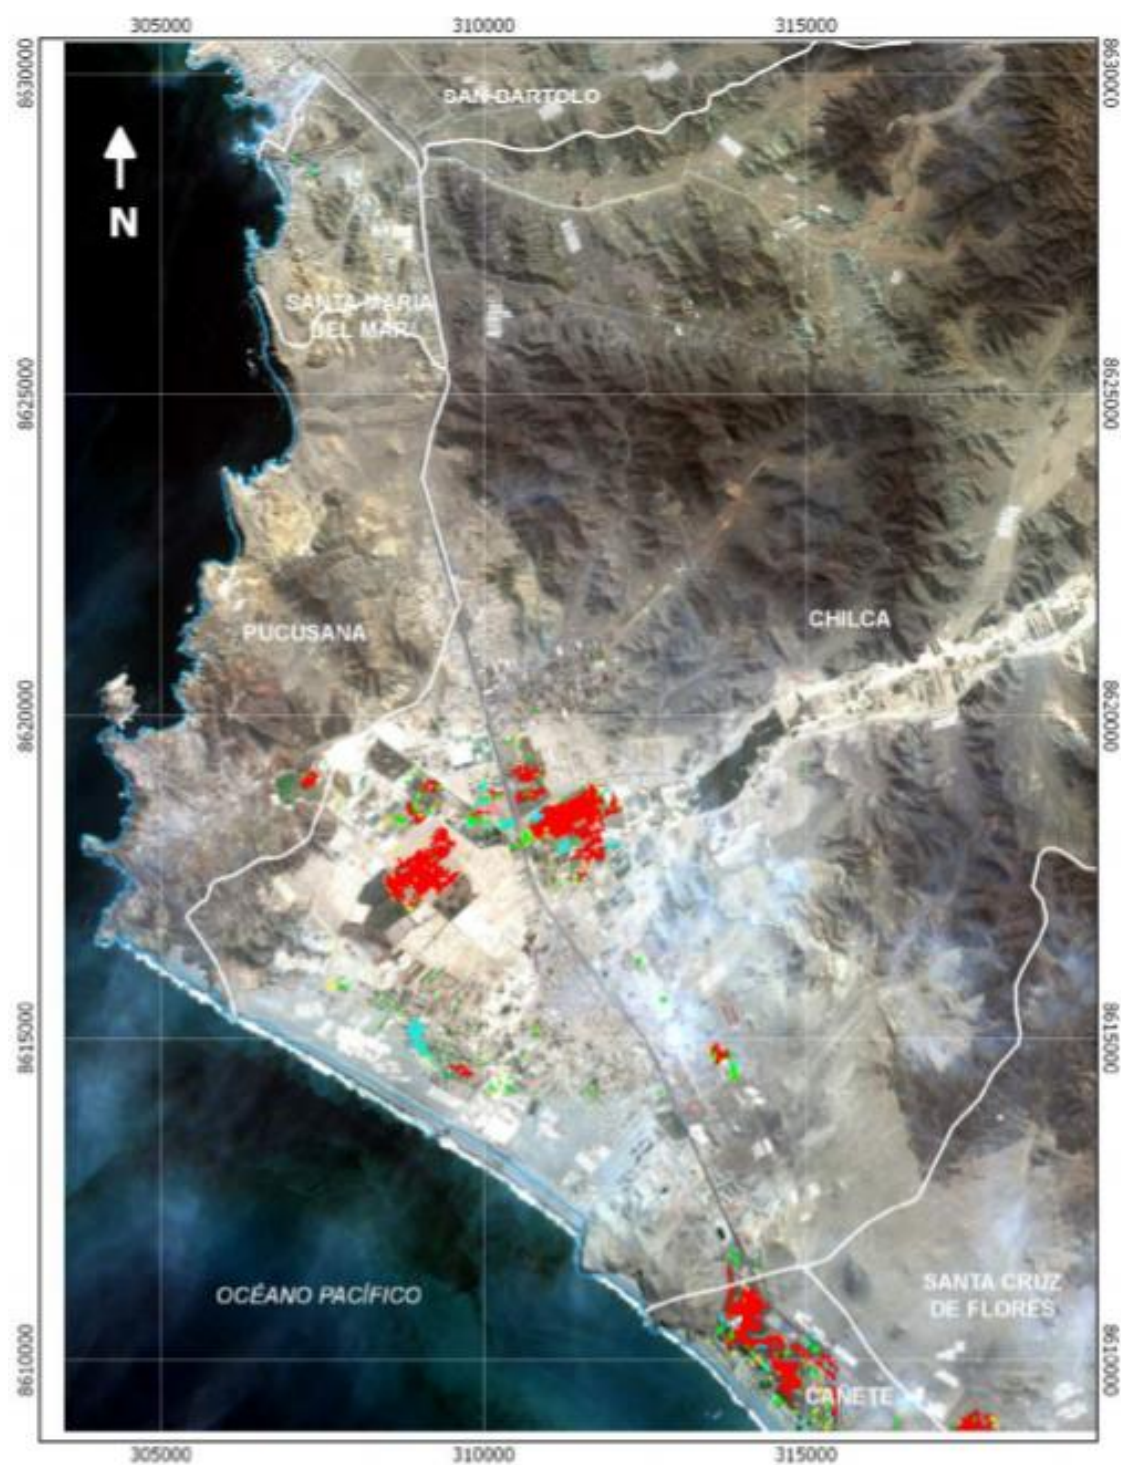 305000
310000
315000
8630000
8630000
SAN BARTOLO
N
SANTA MARIA
DEL MAR
8625000
8625000
PUCUSANA
CHILCA
8620000
8620000
8615000
8615000
OCÉANO PACÍFICO
SANTA CRUZ
DE FLORES
8610000
8610000
CAÑETE
305000
310000
315000